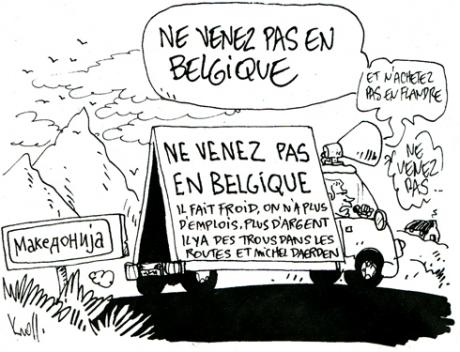 NE VENEZ PAS EN
BELGIQUE
ET N'ACHETEZ
PAS EN FLANDRE
NE
VENEZ
PAS...
NE VENEZ PAS
EN BELGIQUE
IL FAIT FROID, ON N'A PLUS
D'EMPLOIS, PLUS D'ARGENT
IL Y A DES TROUS DANS LES
ROUTES ET MICHEL DAERDEN
Македонија
Kroll